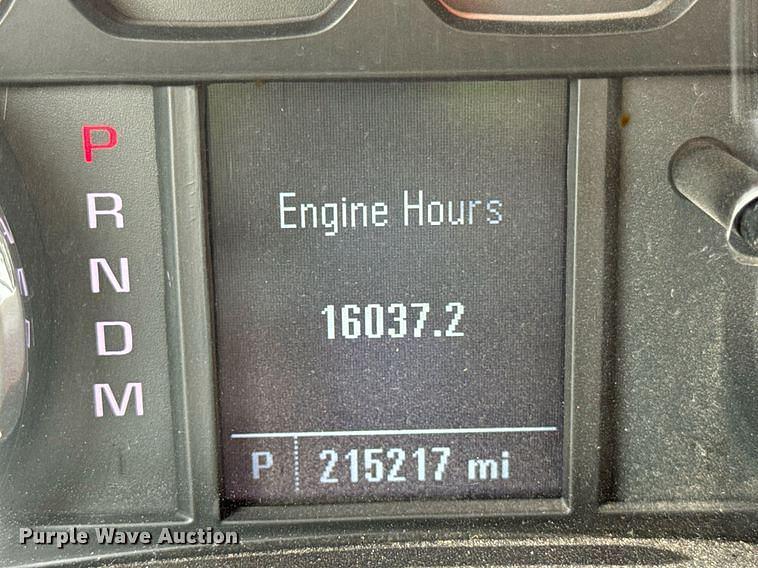 P
R
N
D
M
Engine Hours
16037.2
P 215217 mi
Purple Wave Auction